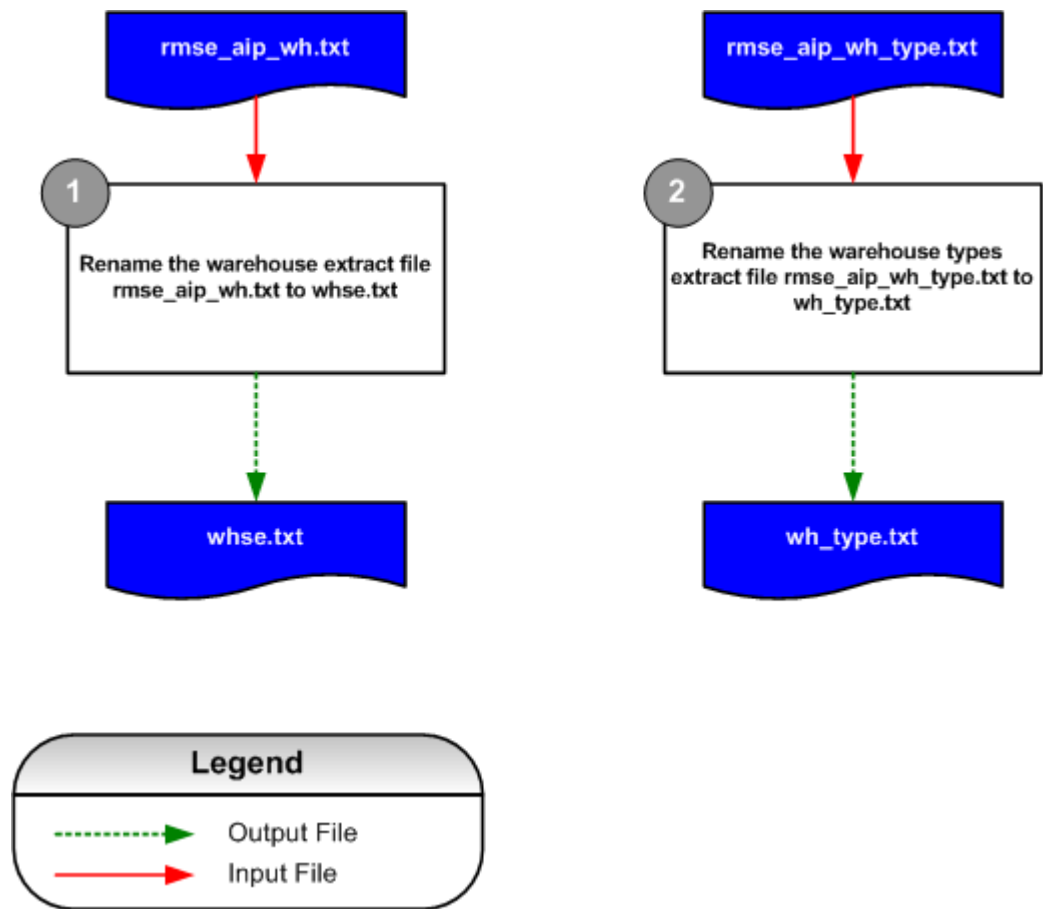 rmse_aip_wh.txt
1
Rename the warehouse extract file
rmse_aip_wh.txt to whse.txt
whse.txt
rmse_aip_wh_type.txt
2
Rename the warehouse types
extract file rmse_aip_wh_type.txt to
wh_type.txt
wh_type.txt
Legend
Output File
Input File